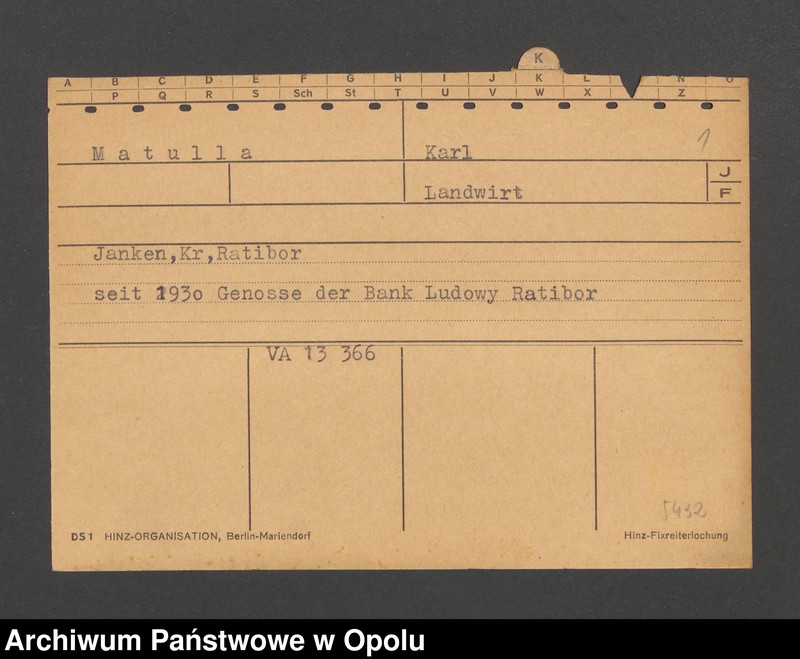 K
A B C D E F G H I J K L N O
P Q R S Sch St T U V W X Z
M a t u l l a Karl 1
Landwirt J
F
Janken,Kr,Ratibor
seit 1930 Genosse der Bank Ludowy Ratibor
VA 13 366
5432
DS1 HINZ-ORGANISATION, Berlin-Mariendorf Hinz-Fixreiterlochung
Archiwum Państwowe w Opolu